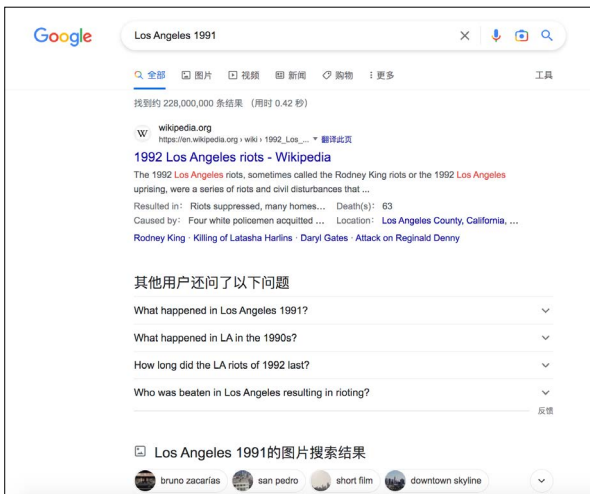 Google
Los Angeles 1991
全部 图片 视频 新闻 购物 更多 工具
找到约 228,000,000 条结果 （用时 0.42 秒）
W
wikipedia.org
https://en.wikipedia.org › wiki › 1992_Los_... 翻译此页
1992 Los Angeles riots - Wikipedia
The 1992 Los Angeles riots, sometimes called the Rodney King riots or the 1992 Los Angeles
uprising, were a series of riots and civil disturbances that ...
Resulted in: Riots suppressed, many homes... Death(s): 63
Caused by: Four white policemen acquitted ... Location: Los Angeles County, California, ...
Rodney King · Killing of Latasha Harlins · Daryl Gates · Attack on Reginald Denny
其他用户还问了以下问题
What happened in Los Angeles 1991?
What happened in LA in the 1990s?
How long did the LA riots of 1992 last?
Who was beaten in Los Angeles resulting in rioting?
反馈
Los Angeles 1991的图片搜索结果
bruno zacarías san pedro short film downtown skyline